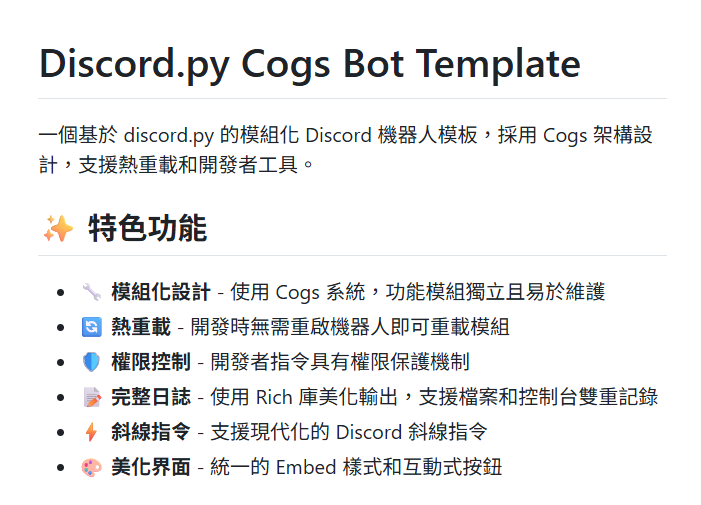 Discord.py Cogs Bot Template
一個基於 discord.py 的模組化 Discord 機器人模板，採用 Cogs 架構設
計，支援熱重載和開發者工具。
✨ 特色功能
• 🔧 模組化設計 - 使用 Cogs 系統，功能模組獨立且易於維護
• 🔄 熱重載 - 開發時無需重啟機器人即可重載模組
• 🛡️ 權限控制 - 開發者指令具有權限保護機制
• 📝 完整日誌 - 使用 Rich 庫美化輸出，支援檔案和控制台雙重記錄
• ⚡ 斜線指令 - 支援現代化的 Discord 斜線指令
• 🎨 美化界面 - 統一的 Embed 樣式和互動式按鈕